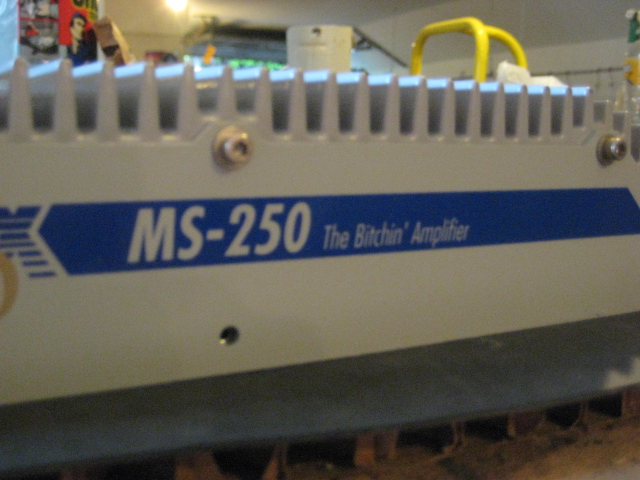 MS-250 The Bitchin' Amplifier